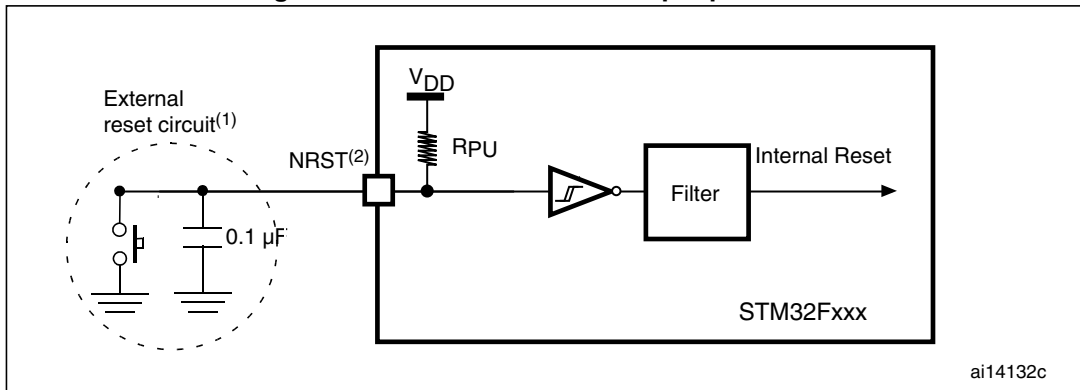 VDD
External
reset circuit(1)
NRST(2)
RPU
Internal Reset
Filter
0.1 µF
STM32Fxxx
ai14132c